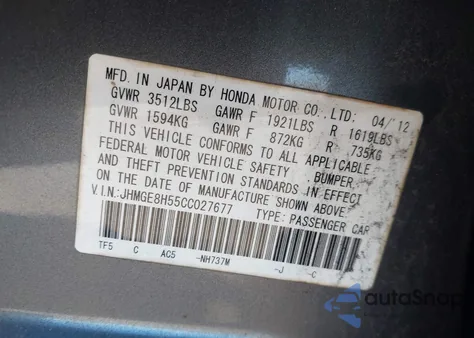 MFD. IN JAPAN BY HONDA MOTOR CO., LTD. 04/12
GVWR 3512LBS GAWR F 1921LBS R 1619LBS
GVWR 1594KG GAWR F 872KG R 735KG
THIS VEHICLE CONFORMS TO ALL APPLICABLE
FEDERAL MOTOR VEHICLE SAFETY, BUMPER,
AND THEFT PREVENTION STANDARDS IN EFFECT
ON THE DATE OF MANUFACTURE SHOWN ABOVE.
V.I.N.: JHMGE8H55CC027677 TYPE: PASSENGER CAR
TF5 C AC5 -NH737M -J -C
autoSnap